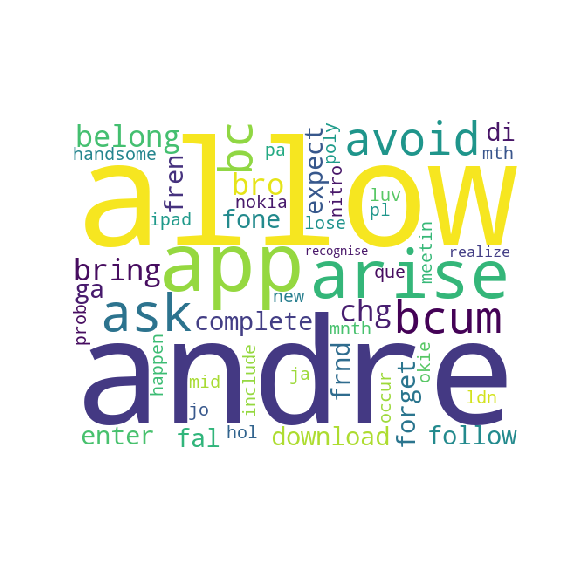 belong
handsome
fren
bc
bro
pa
nokia
ipad
fone
expect
poly
nitro
lose
avoid
luv
pl
di
mth
allow
app
arise
recognise
realize
meetin
que
bring
ga
probo
ask
complete
new
chg
bcum
mnth
andre
happen
mid
jo
include
ja
frnd
occur
forget
okie
ldn
enter
fal
hol
download
follow